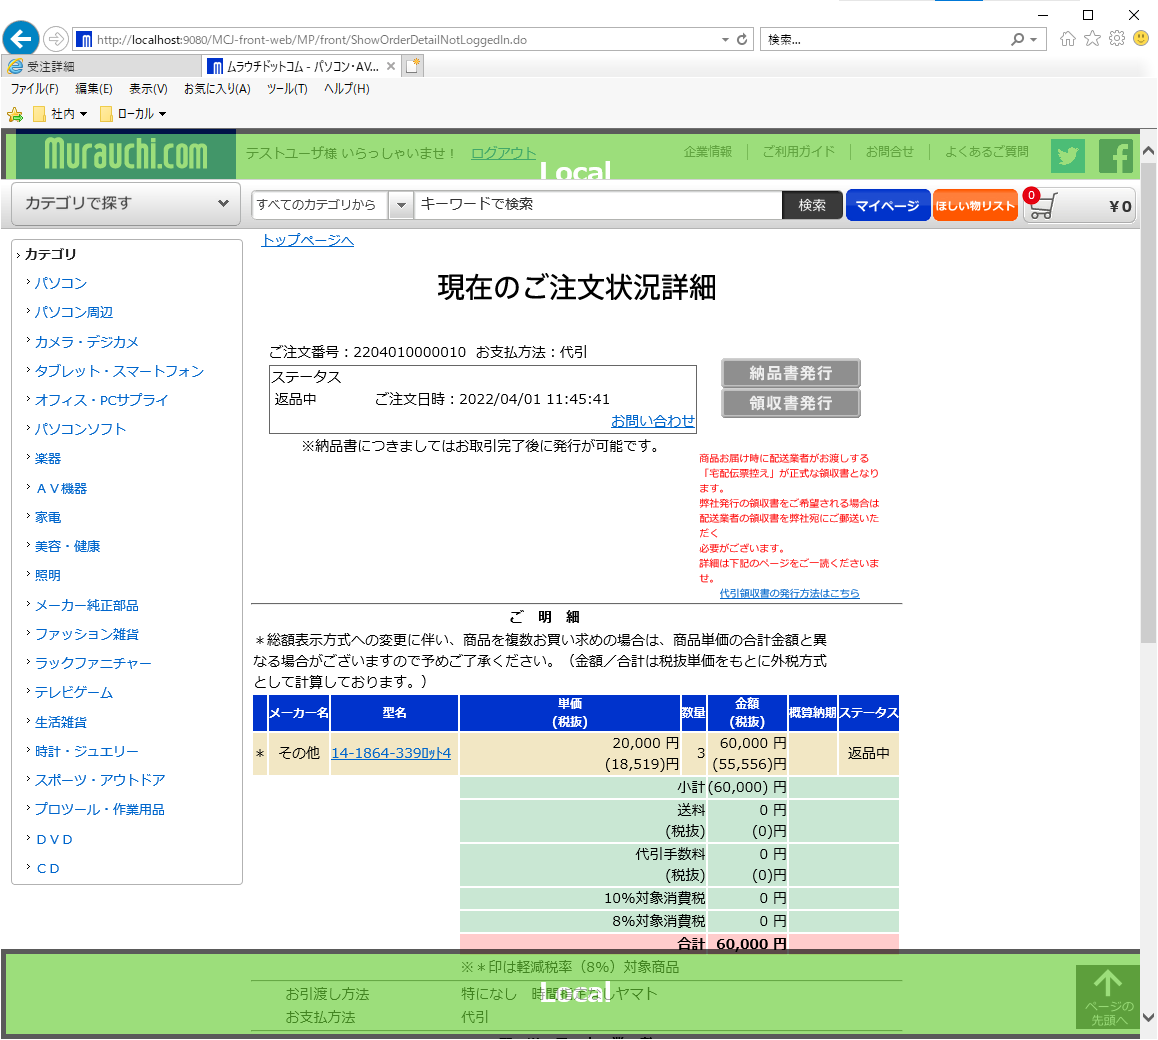 http://localhost:9080/MCJ-front-web/MP/front/ShowOrderDetailNotLoggedIn.do
検索...
受注詳細
ムラウチドットコム - パソコン・AV...
ファイル(F) 編集(E) 表示(V) お気に入り(A) ツール(T) ヘルプ(H)
社内 ローカル
Murauchi.com
テストユーザ様 いらっしゃいませ！ ログアウト
企業情報 ご利用ガイド お問合せ よくあるご質問
Local
カテゴリで探す
すべてのカテゴリから
キーワードで検索
検索
マイページ
ほしい物リスト
0
¥ 0
カテゴリ
パソコン
パソコン周辺
カメラ・デジカメ
タブレット・スマートフォン
オフィス・PCサプライ
パソコンソフト
楽器
ＡＶ機器
家電
美容・健康
照明
メーカー純正部品
ファッション雑貨
ラックファニチャー
テレビゲーム
生活雑貨
時計・ジュエリー
スポーツ・アウトドア
プロツール・作業用品
ＤＶＤ
ＣＤ
トップページへ
現在のご注文状況詳細
ご注文番号：2204010000010 お支払方法：代引
ステータス
返品中 ご注文日時：2022/04/01 11:45:41
お問い合わせ
※納品書につきましてはお取引完了後に発行が可能です。
納品書発行
領収書発行
商品お届け時に配送業者がお渡しする
「宅配伝票控え」が正式な領収書となり
ます。
弊社発行の領収書をご希望される場合は
配送業者の領収書を弊社宛にご郵送いた
だく
必要がございます。
詳細は下記のページをご一読くださいま
せ。
代引領収書の発行方法はこちら
ご 明 細
＊総額表示方式への変更に伴い、商品を複数お買い求めの場合は、商品単価の合計金額と異
なる場合がございますので予めご了承ください。（金額／合計は税抜単価をもとに外税方式
として計算しております。）
メーカー名 型名 単価 数量 金額 概算納期 ステータス
(税抜) (税抜)
＊ その他 14-1864-339ﾛｯﾄ4 20,000 円 3 60,000 円 返品中
(18,519)円 (55,556)円
小計 (60,000) 円
送料 0 円
(税抜) (0)円
代引手数料 0 円
(税抜) (0)円
10%対象消費税 0 円
8%対象消費税 0 円
合計 60,000 円
※＊印は軽減税率（8%）対象商品
お引渡し方法 特になし 時間指定なしヤマト
Local
お支払方法 代引
ページの
先頭へ